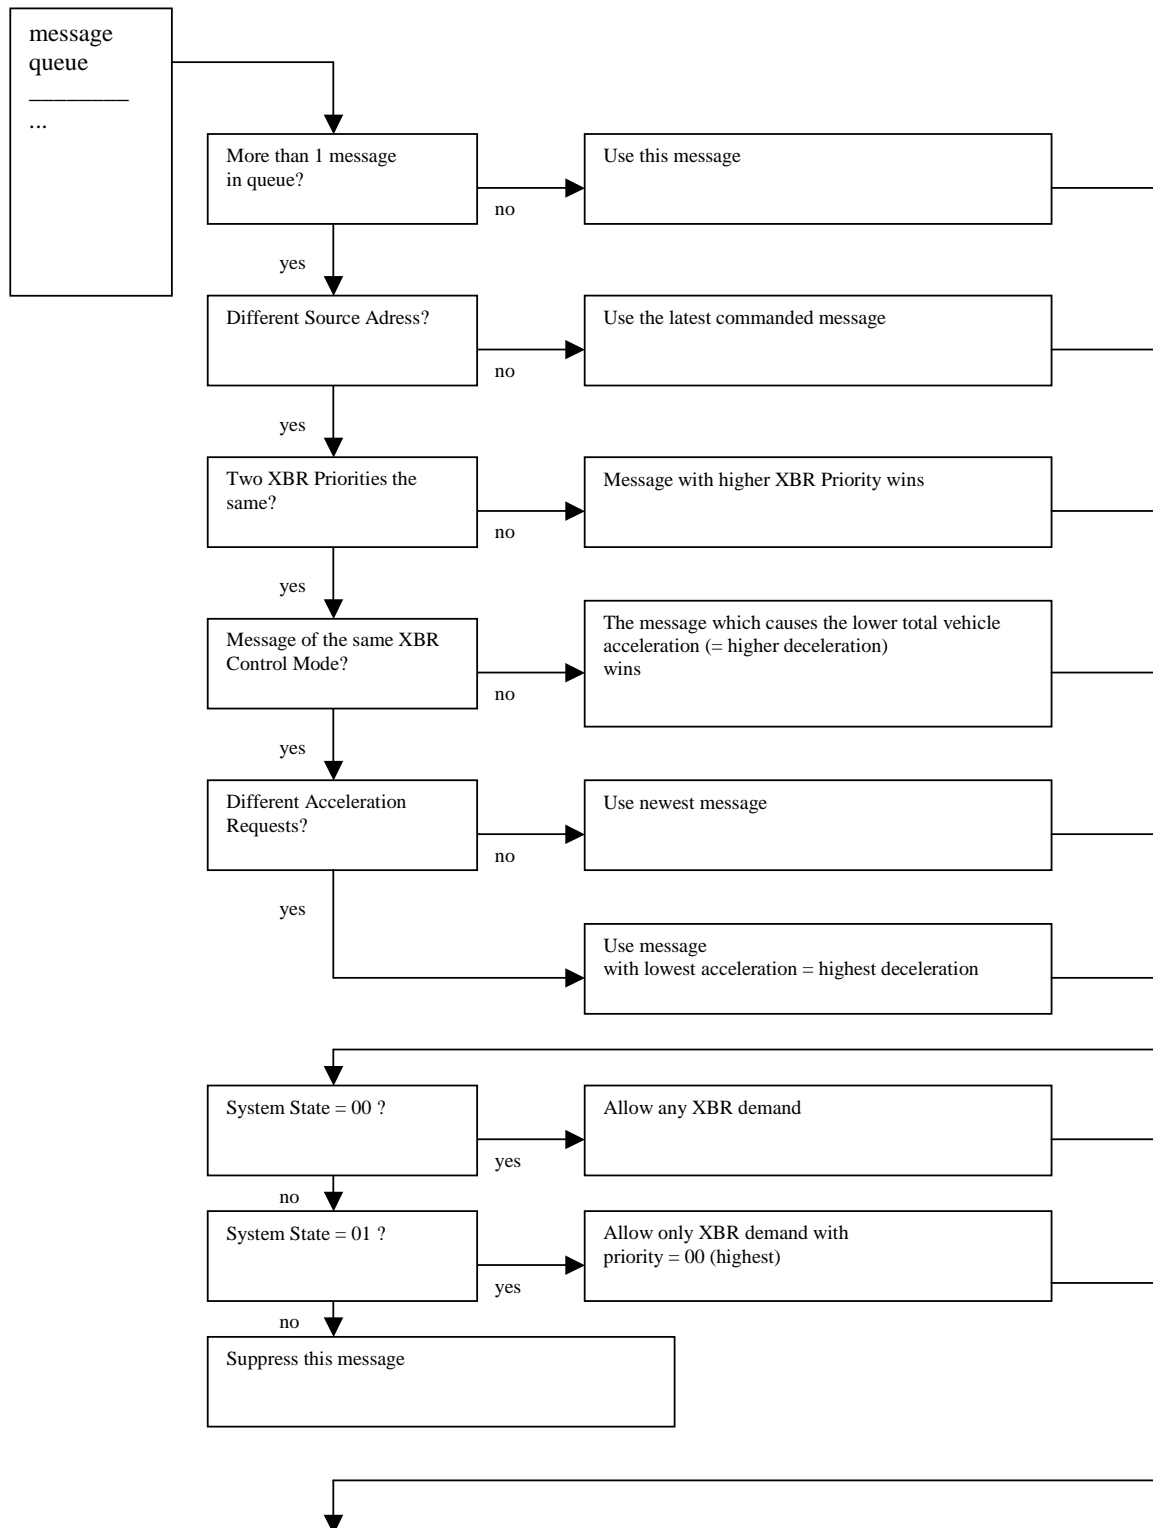 message
queue
________
...
More than 1 message
in queue?
Use this message
no
yes
Different Source Adress?
Use the latest commanded message
no
yes
Two XBR Priorities the
same?
Message with higher XBR Priority wins
no
yes
Message of the same XBR
Control Mode?
The message which causes the lower total vehicle
acceleration (= higher deceleration)
wins
no
yes
Different Acceleration
Requests?
Use newest message
no
yes
Use message
with lowest acceleration = highest deceleration
System State = 00 ?
Allow any XBR demand
yes
no
System State = 01 ?
Allow only XBR demand with
priority = 00 (highest)
yes
no
Suppress this message